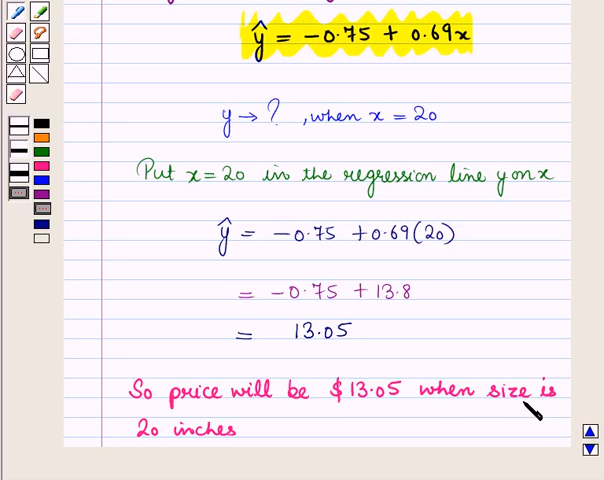 ŷ = -0.75 + 0.69x
y → ? , when x = 20
Put x = 20 in the regression line y on x
ŷ = -0.75 + 0.69(20)
= -0.75 + 13.8
= 13.05
So price will be $13.05 when size is
20 inches